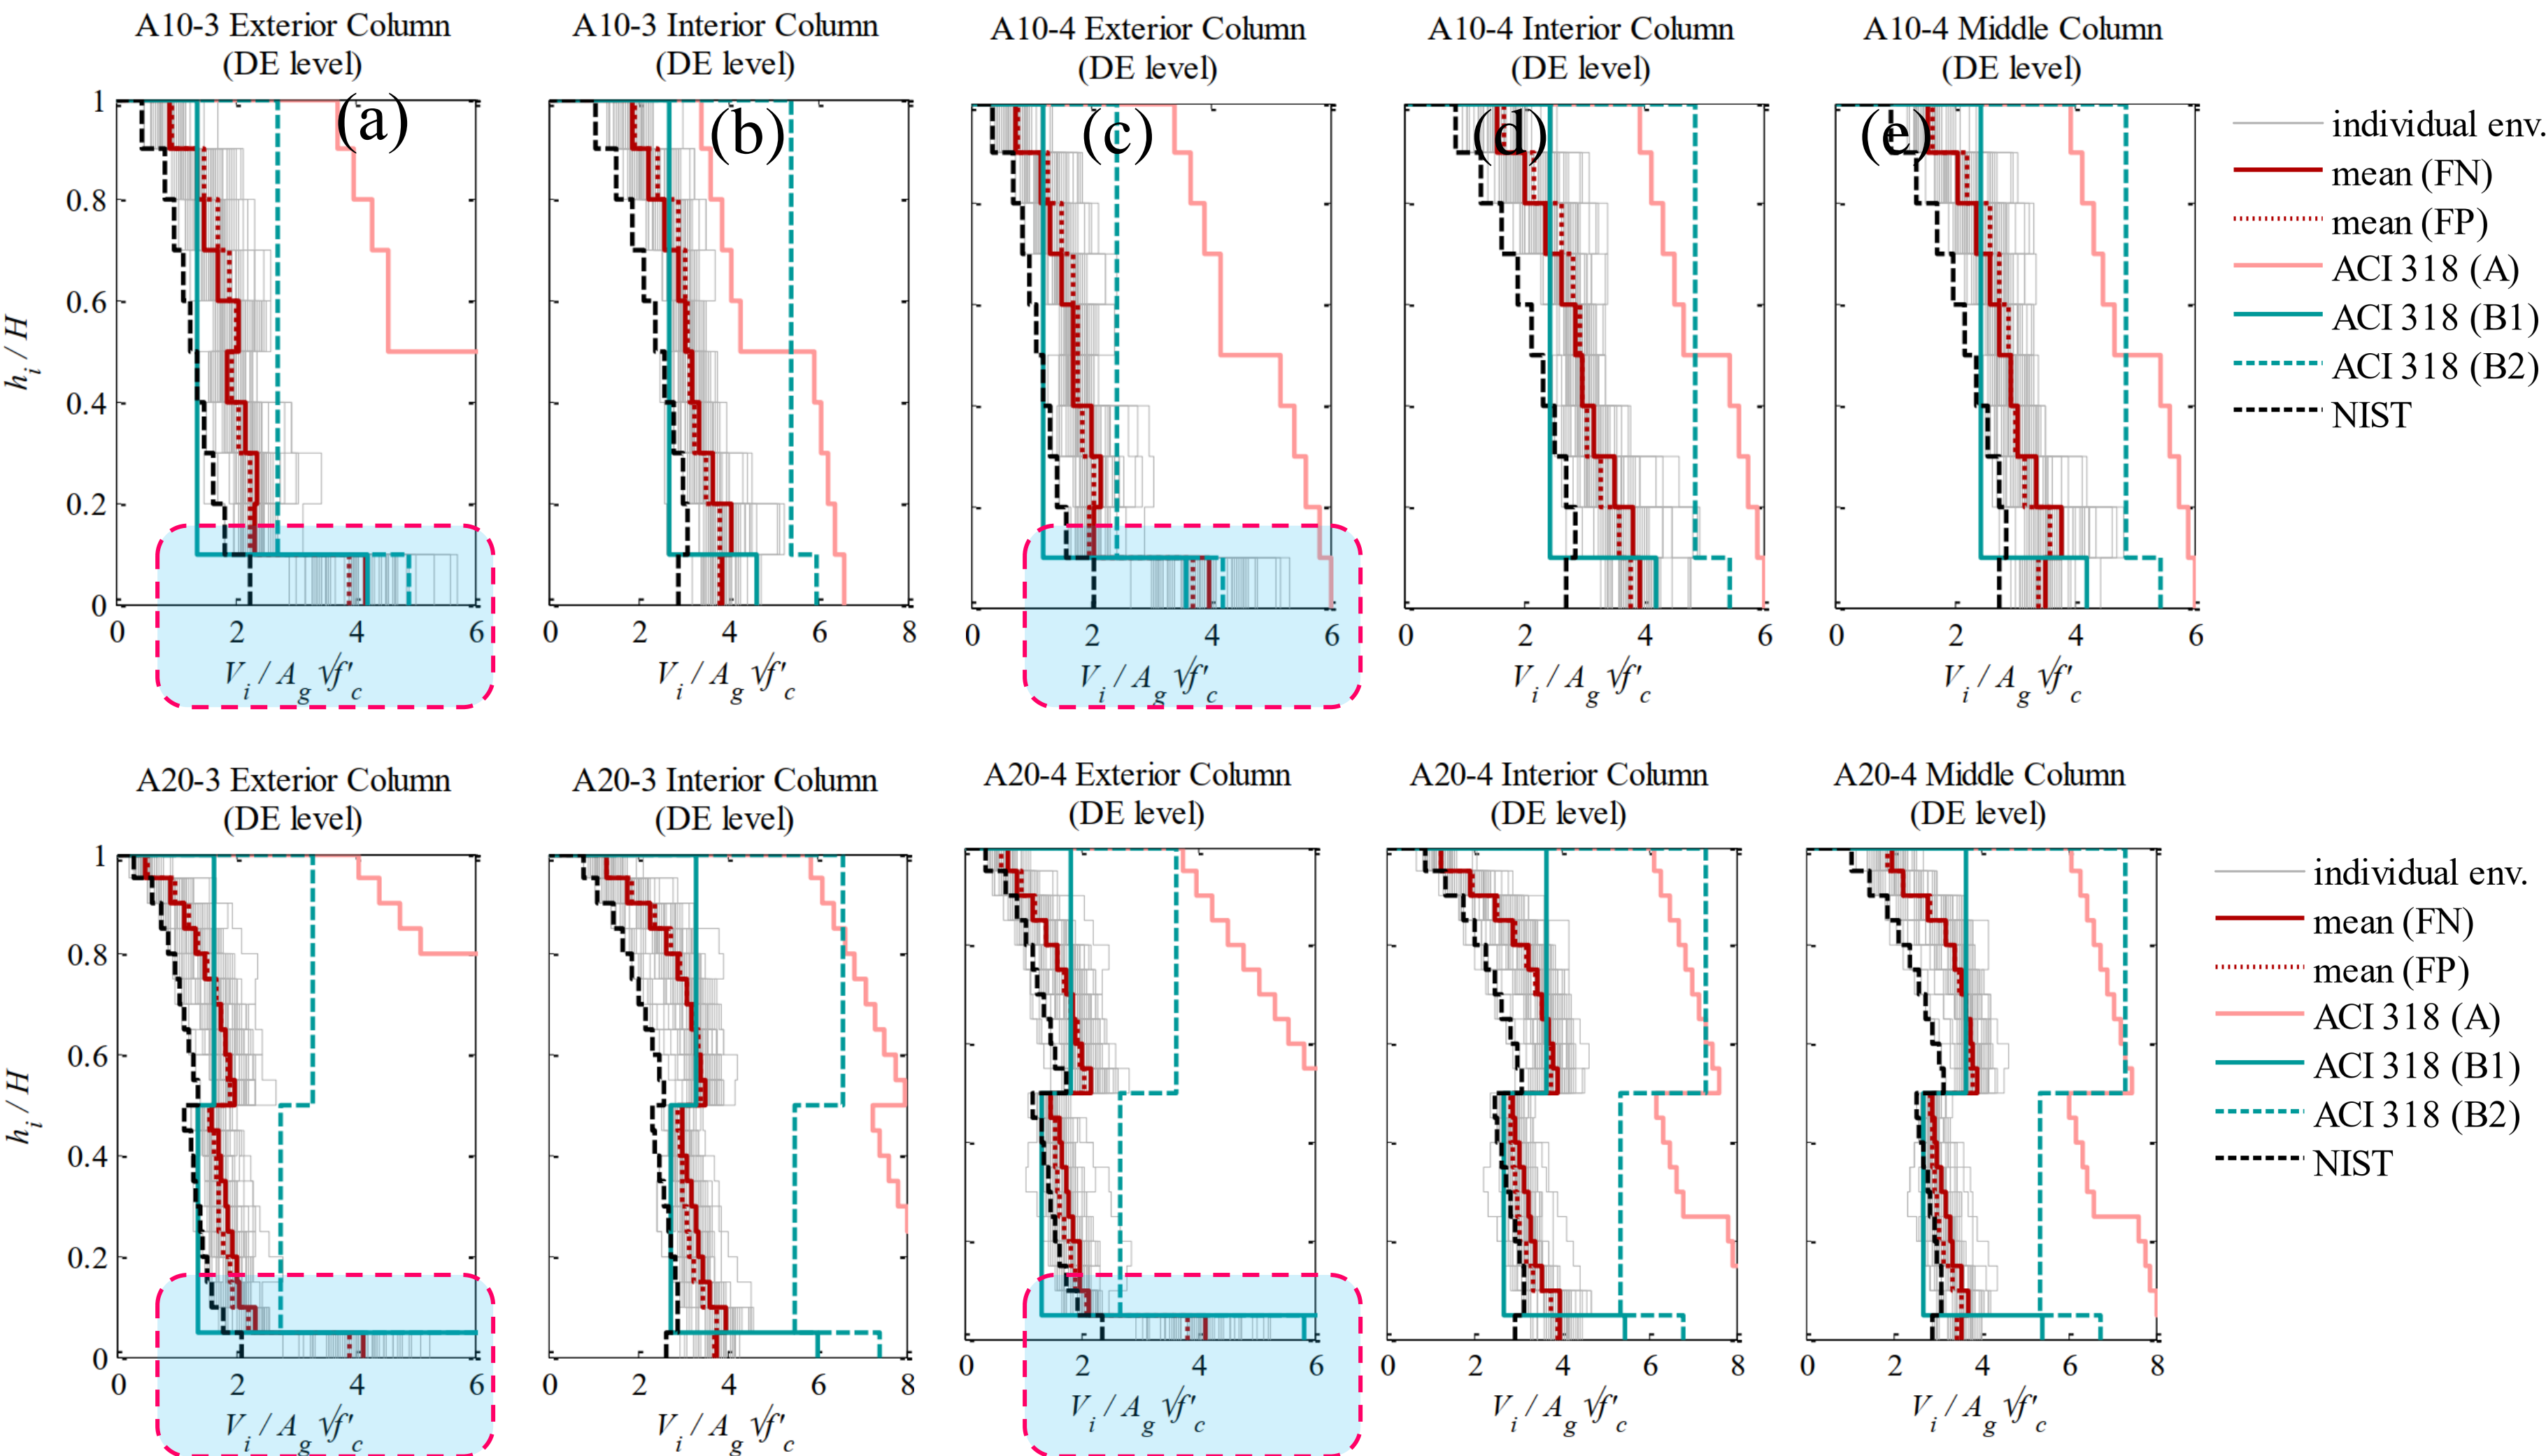 A10-3 Exterior Column
(DE level)
A10-3 Interior Column
(DE level)
A10-4 Exterior Column
(DE level)
A10-4 Interior Column
(DE level)
A10-4 Middle Column
(DE level)
(a)
(b)
(c)
(d)
(e)
1
0.8
0.6
0.4
0.2
0
h_i / H
0 2 4 6
V_i / A_g √f'_c
0 2 4 6 8
V_i / A_g √f'_c
0 2 4 6
V_i / A_g √f'_c
0 2 4 6
V_i / A_g √f'_c
0 2 4 6
V_i / A_g √f'_c
individual env.
mean (FN)
mean (FP)
ACI 318 (A)
ACI 318 (B1)
ACI 318 (B2)
NIST
A20-3 Exterior Column
(DE level)
A20-3 Interior Column
(DE level)
A20-4 Exterior Column
(DE level)
A20-4 Interior Column
(DE level)
A20-4 Middle Column
(DE level)
1
0.8
0.6
0.4
0.2
0
h_i / H
0 2 4 6
V_i / A_g √f'_c
0 2 4 6 8
V_i / A_g √f'_c
0 2 4 6
V_i / A_g √f'_c
0 2 4 6 8
V_i / A_g √f'_c
0 2 4 6 8
V_i / A_g √f'_c
individual env.
mean (FN)
mean (FP)
ACI 318 (A)
ACI 318 (B1)
ACI 318 (B2)
NIST